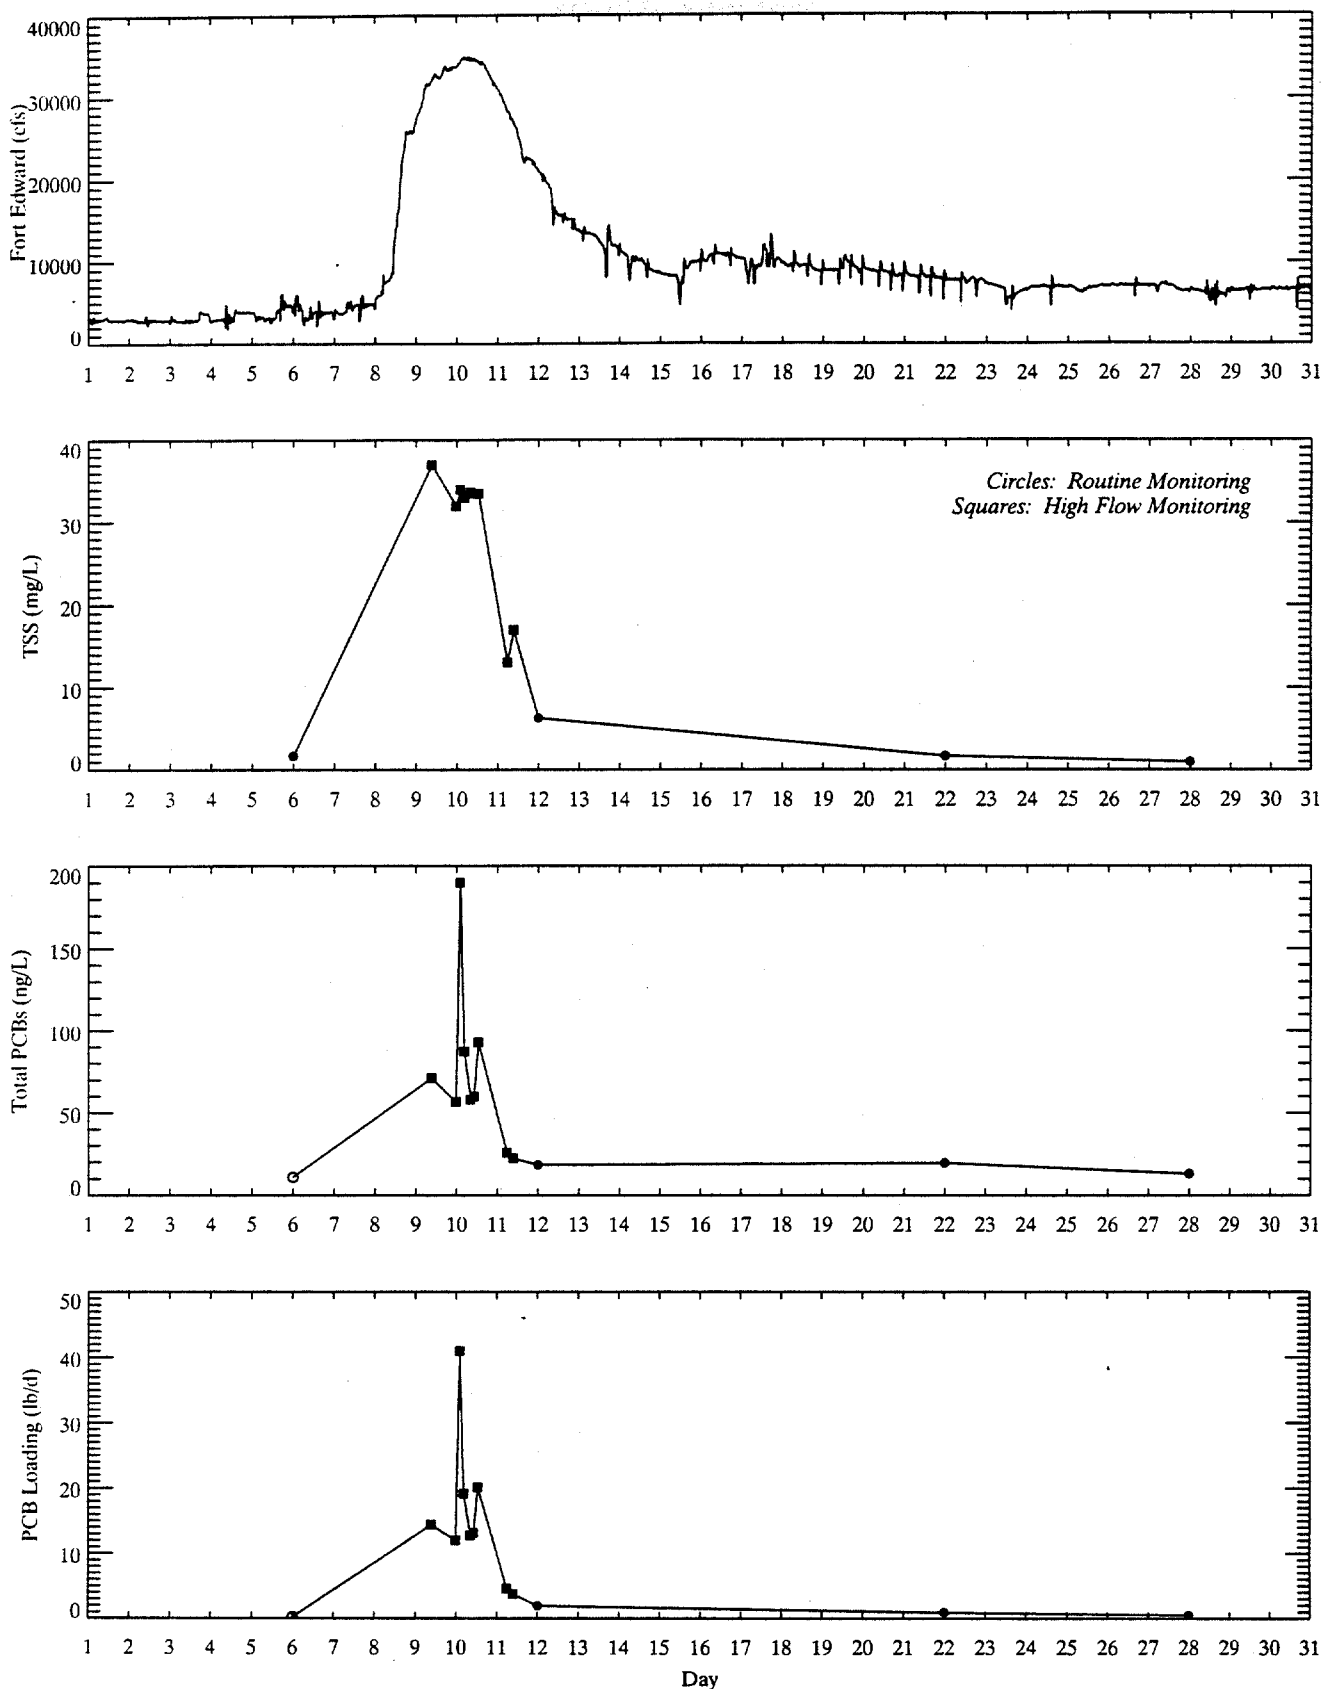 40000
30000
20000
10000
0
Fort Edward (cfs)
1 2 3 4 5 6 7 8 9 10 11 12 13 14 15 16 17 18 19 20 21 22 23 24 25 26 27 28 29 30 31
40
30
20
10
0
TSS (mg/L)
Circles: Routine Monitoring
Squares: High Flow Monitoring
1 2 3 4 5 6 7 8 9 10 11 12 13 14 15 16 17 18 19 20 21 22 23 24 25 26 27 28 29 30 31
200
150
100
50
0
Total PCBs (ng/L)
1 2 3 4 5 6 7 8 9 10 11 12 13 14 15 16 17 18 19 20 21 22 23 24 25 26 27 28 29 30 31
50
40
30
20
10
0
PCB Loading (lb/d)
1 2 3 4 5 6 7 8 9 10 11 12 13 14 15 16 17 18 19 20 21 22 23 24 25 26 27 28 29 30 31
Day